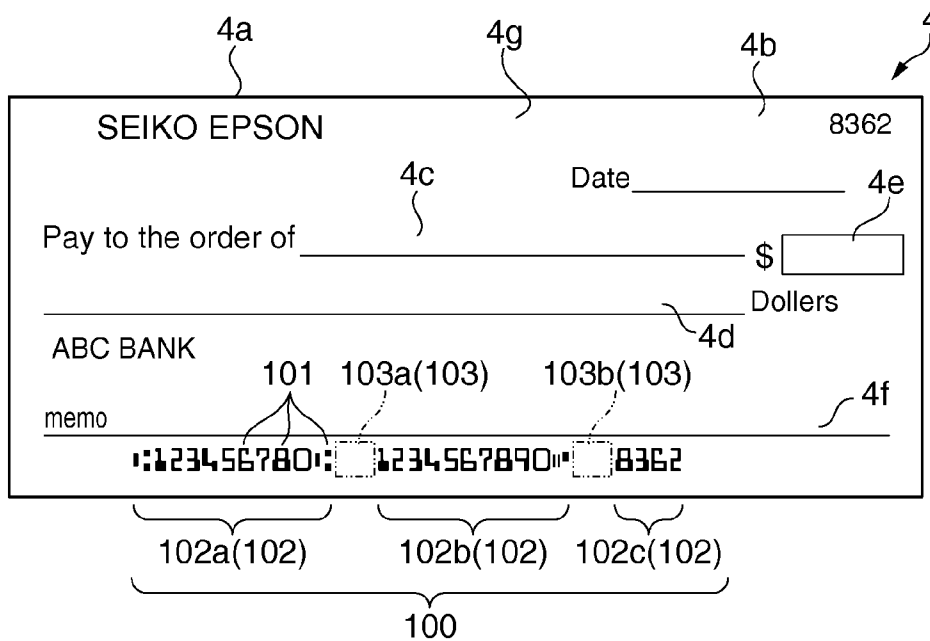 4
4a 4g 4b
SEIKO EPSON 8362
4c Date 4e
Pay to the order of $
Dollers
4d
ABC BANK
101 103a(103) 103b(103) 4f
memo
⑆123456780⑆ 1234567890⑈ 8362
102a(102) 102b(102) 102c(102)
100